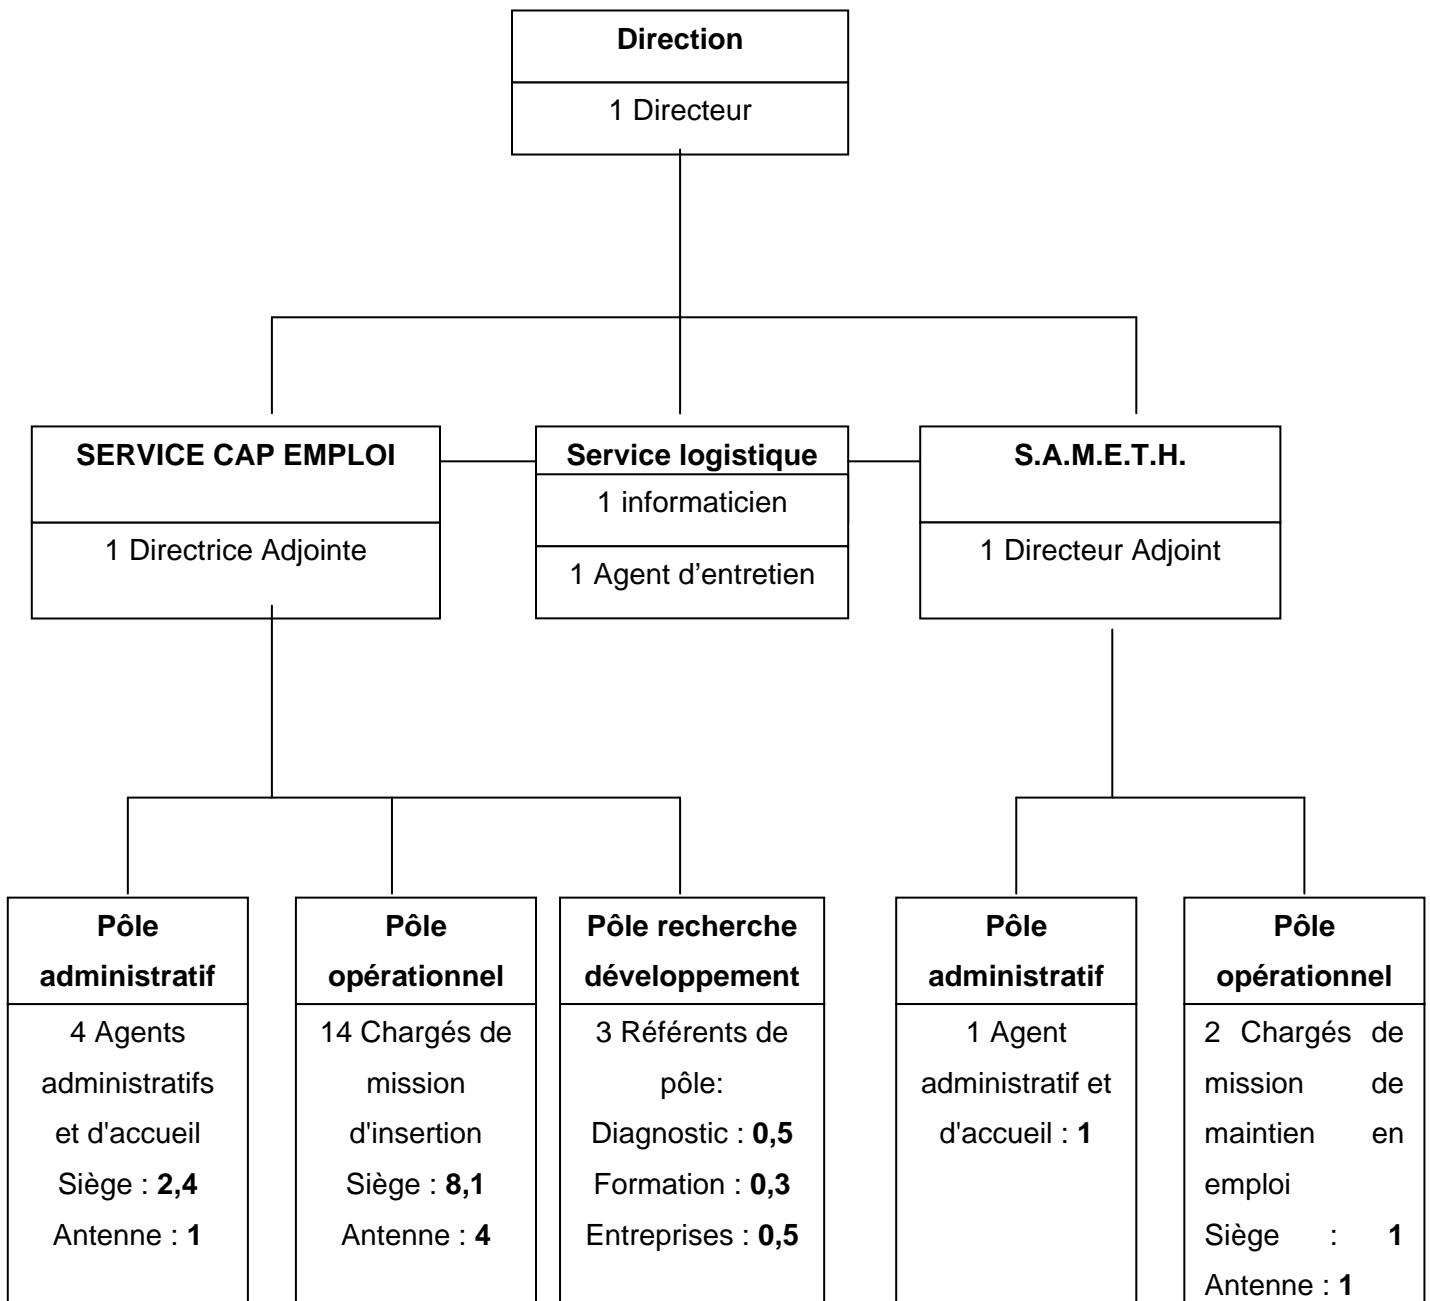 Direction
1 Directeur
SERVICE CAP EMPLOI
1 Directrice Adjointe
Service logistique
1 informaticien
1 Agent d’entretien
S.A.M.E.T.H.
1 Directeur Adjoint
Pôle
administratif
4 Agents
administratifs
et d'accueil
Siège : 2,4
Antenne : 1
Pôle
opérationnel
14 Chargés de
mission
d'insertion
Siège : 8,1
Antenne : 4
Pôle recherche
développement
3 Référents de
pôle:
Diagnostic : 0,5
Formation : 0,3
Entreprises : 0,5
Pôle
administratif
1 Agent
administratif et
d'accueil : 1
Pôle
opérationnel
2 Chargés de
mission de
maintien en
emploi
Siège : 1
Antenne : 1